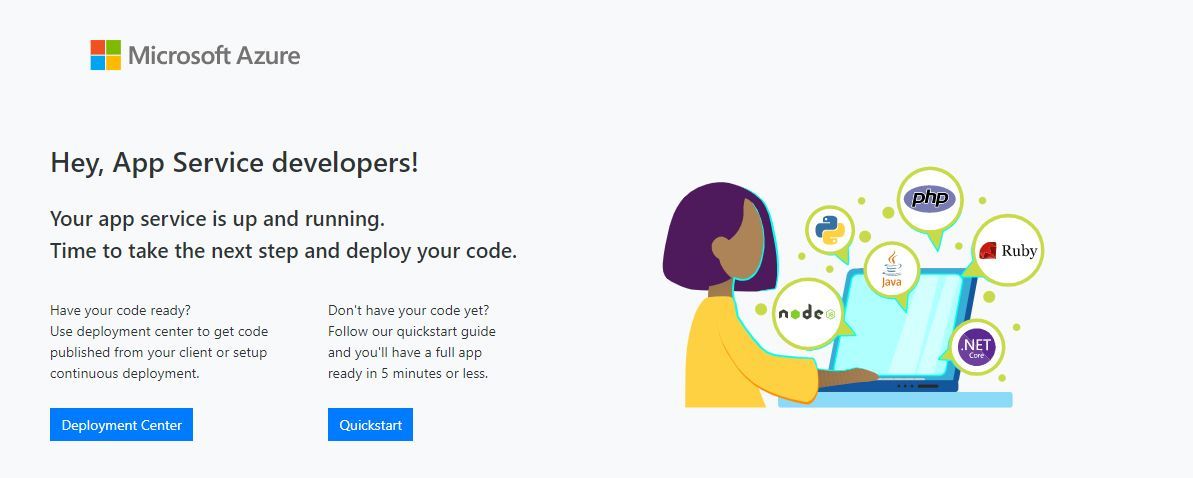 Microsoft Azure
Hey, App Service developers!
Your app service is up and running.
Time to take the next step and deploy your code.
Have your code ready?
Use deployment center to get code
published from your client or setup
continuous deployment.
Deployment Center
Don't have your code yet?
Follow our quickstart guide
and you'll have a full app
ready in 5 minutes or less.
Quickstart
php
Ruby
Java
node
JS
.NET
Core